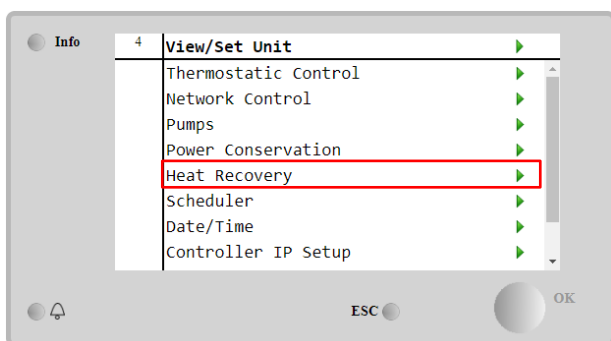 Info
4 View/Set Unit
Thermostatic Control
Network Control
Pumps
Power Conservation
Heat Recovery
Scheduler
Date/Time
Controller IP Setup
ESC
OK